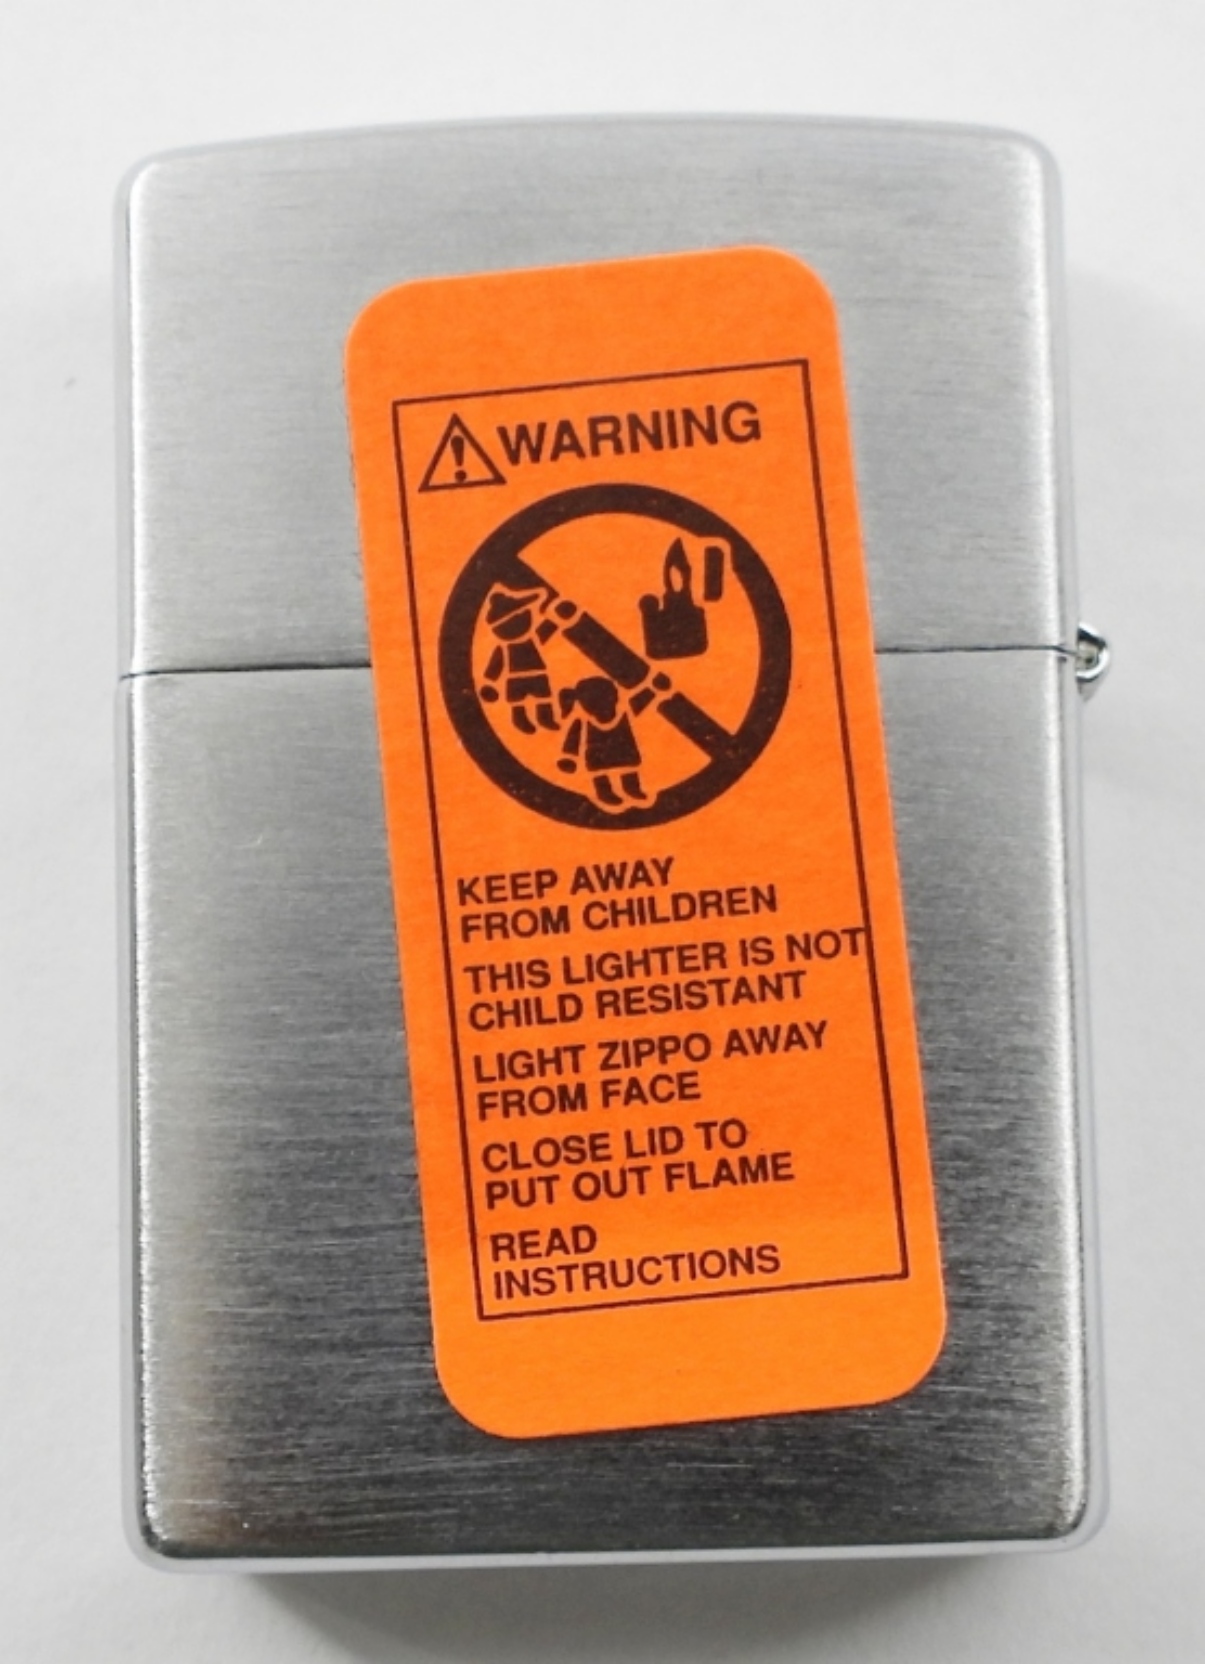 WARNING
KEEP AWAY
FROM CHILDREN
THIS LIGHTER IS NOT
CHILD RESISTANT
LIGHT ZIPPO AWAY
FROM FACE
CLOSE LID TO
PUT OUT FLAME
READ
INSTRUCTIONS